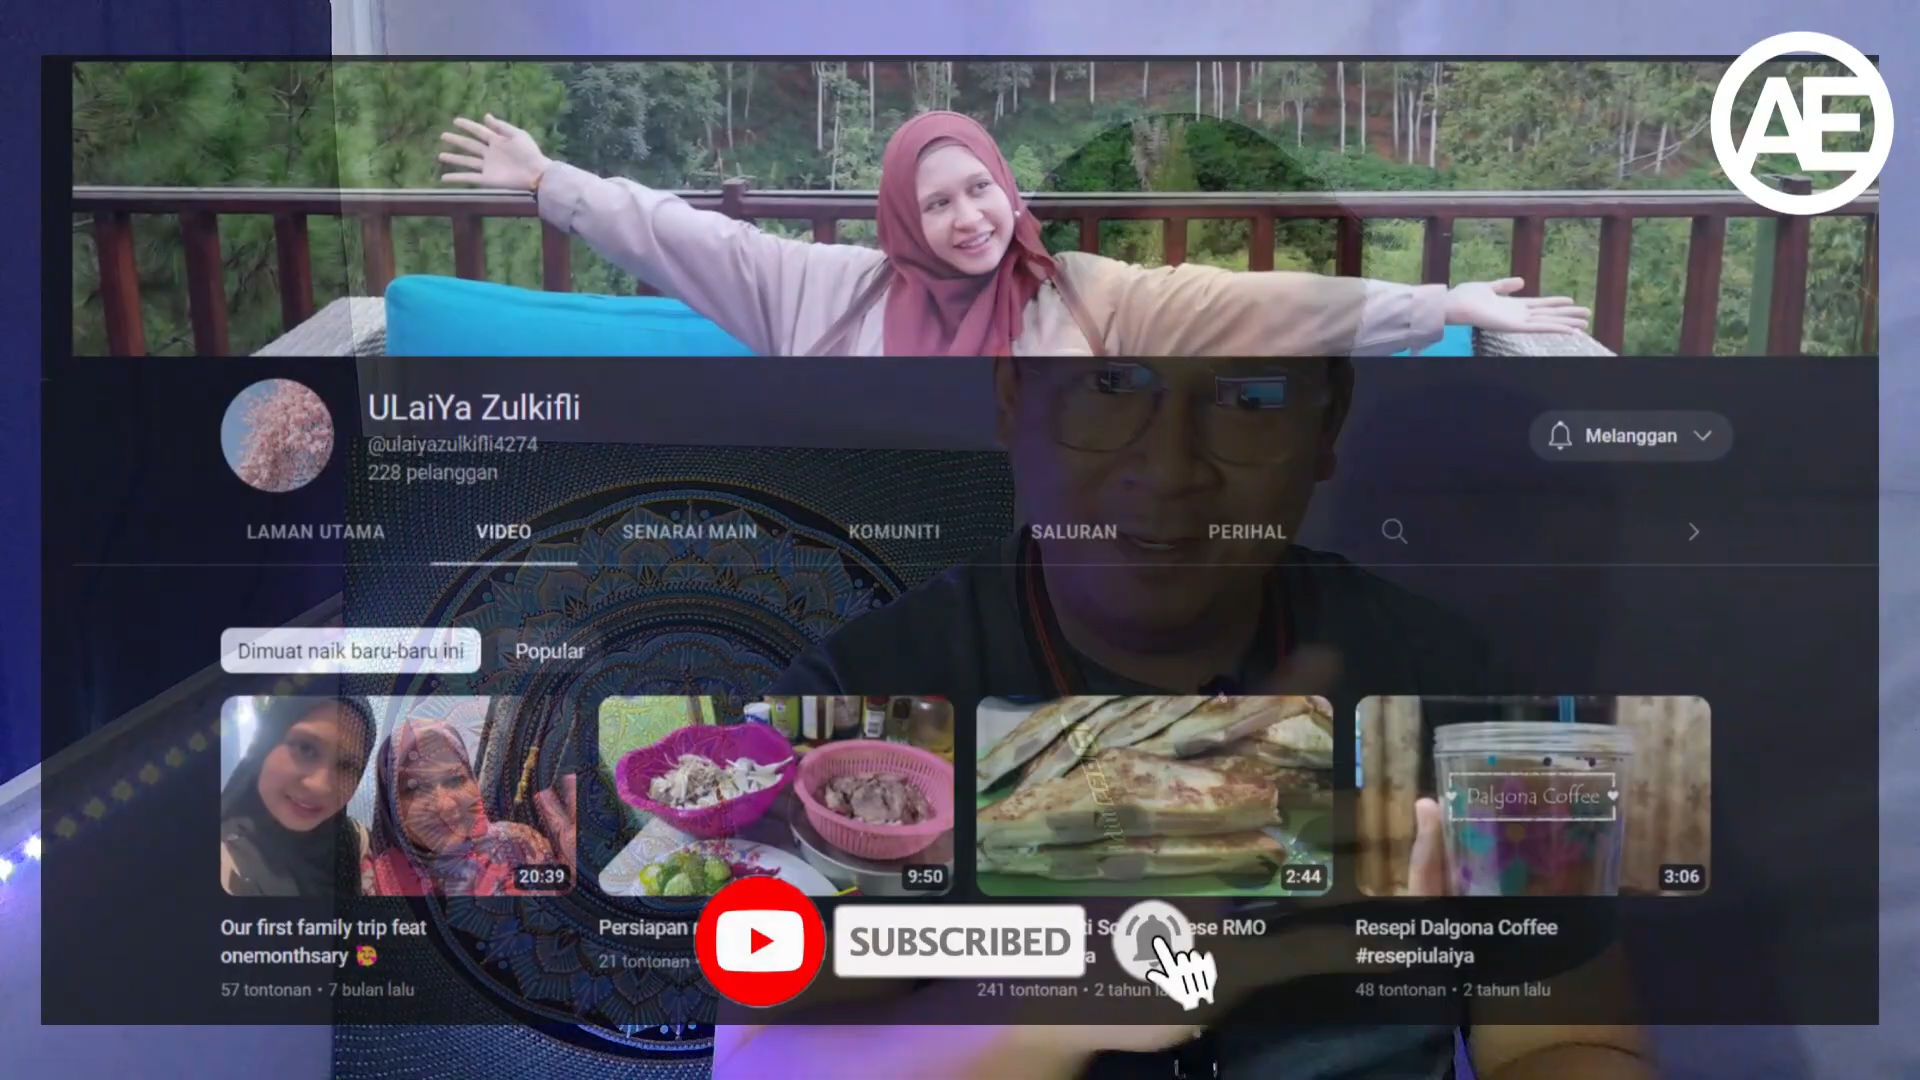 AE
ULaiYa Zulkifli
@ulaiyazulkifli4274
228 pelanggan
Melanggan
LAMAN UTAMA
VIDEO
SENARAI MAIN
KOMUNITI
SALURAN
PERIHAL
Dimuat naik baru-baru ini
Popular
20:39
9:50
2:44
Dalgona Coffee
3:06
Our first family trip feat
onemonthsary
57 tontonan • 7 bulan lalu
Persiapan
21 tontonan
RMO
241 tontonan • 2 tahun
Resepi Dalgona Coffee
#resepiulaiya
48 tontonan • 2 tahun lalu
SUBSCRIBED